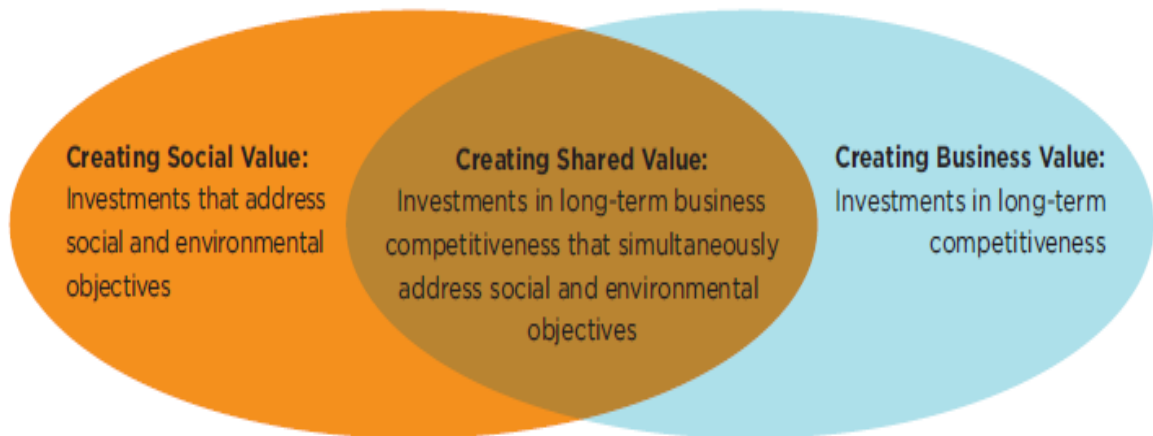 Creating Social Value:
Investments that address
social and environmental
objectives
Creating Shared Value:
Investments in long-term business
competitiveness that simultaneously
address social and environmental
objectives
Creating Business Value:
Investments in long-term
competitiveness